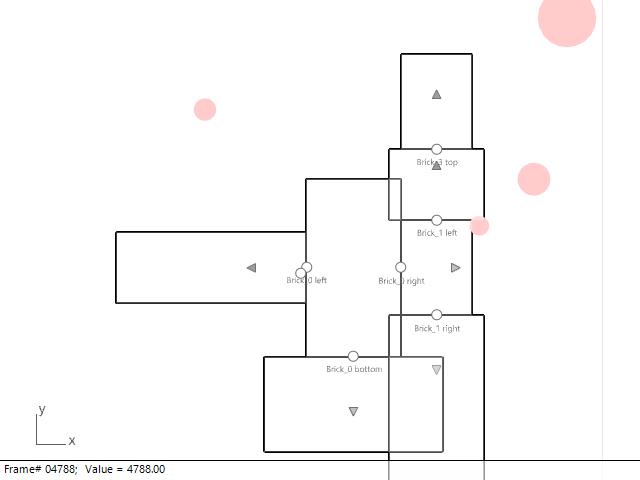 Brick_3 top
Brick_1 left
Brick_0 left
Brick_0 right
Brick_1 right
Brick_0 bottom
y
x
Frame# 04788; Value = 4788.00